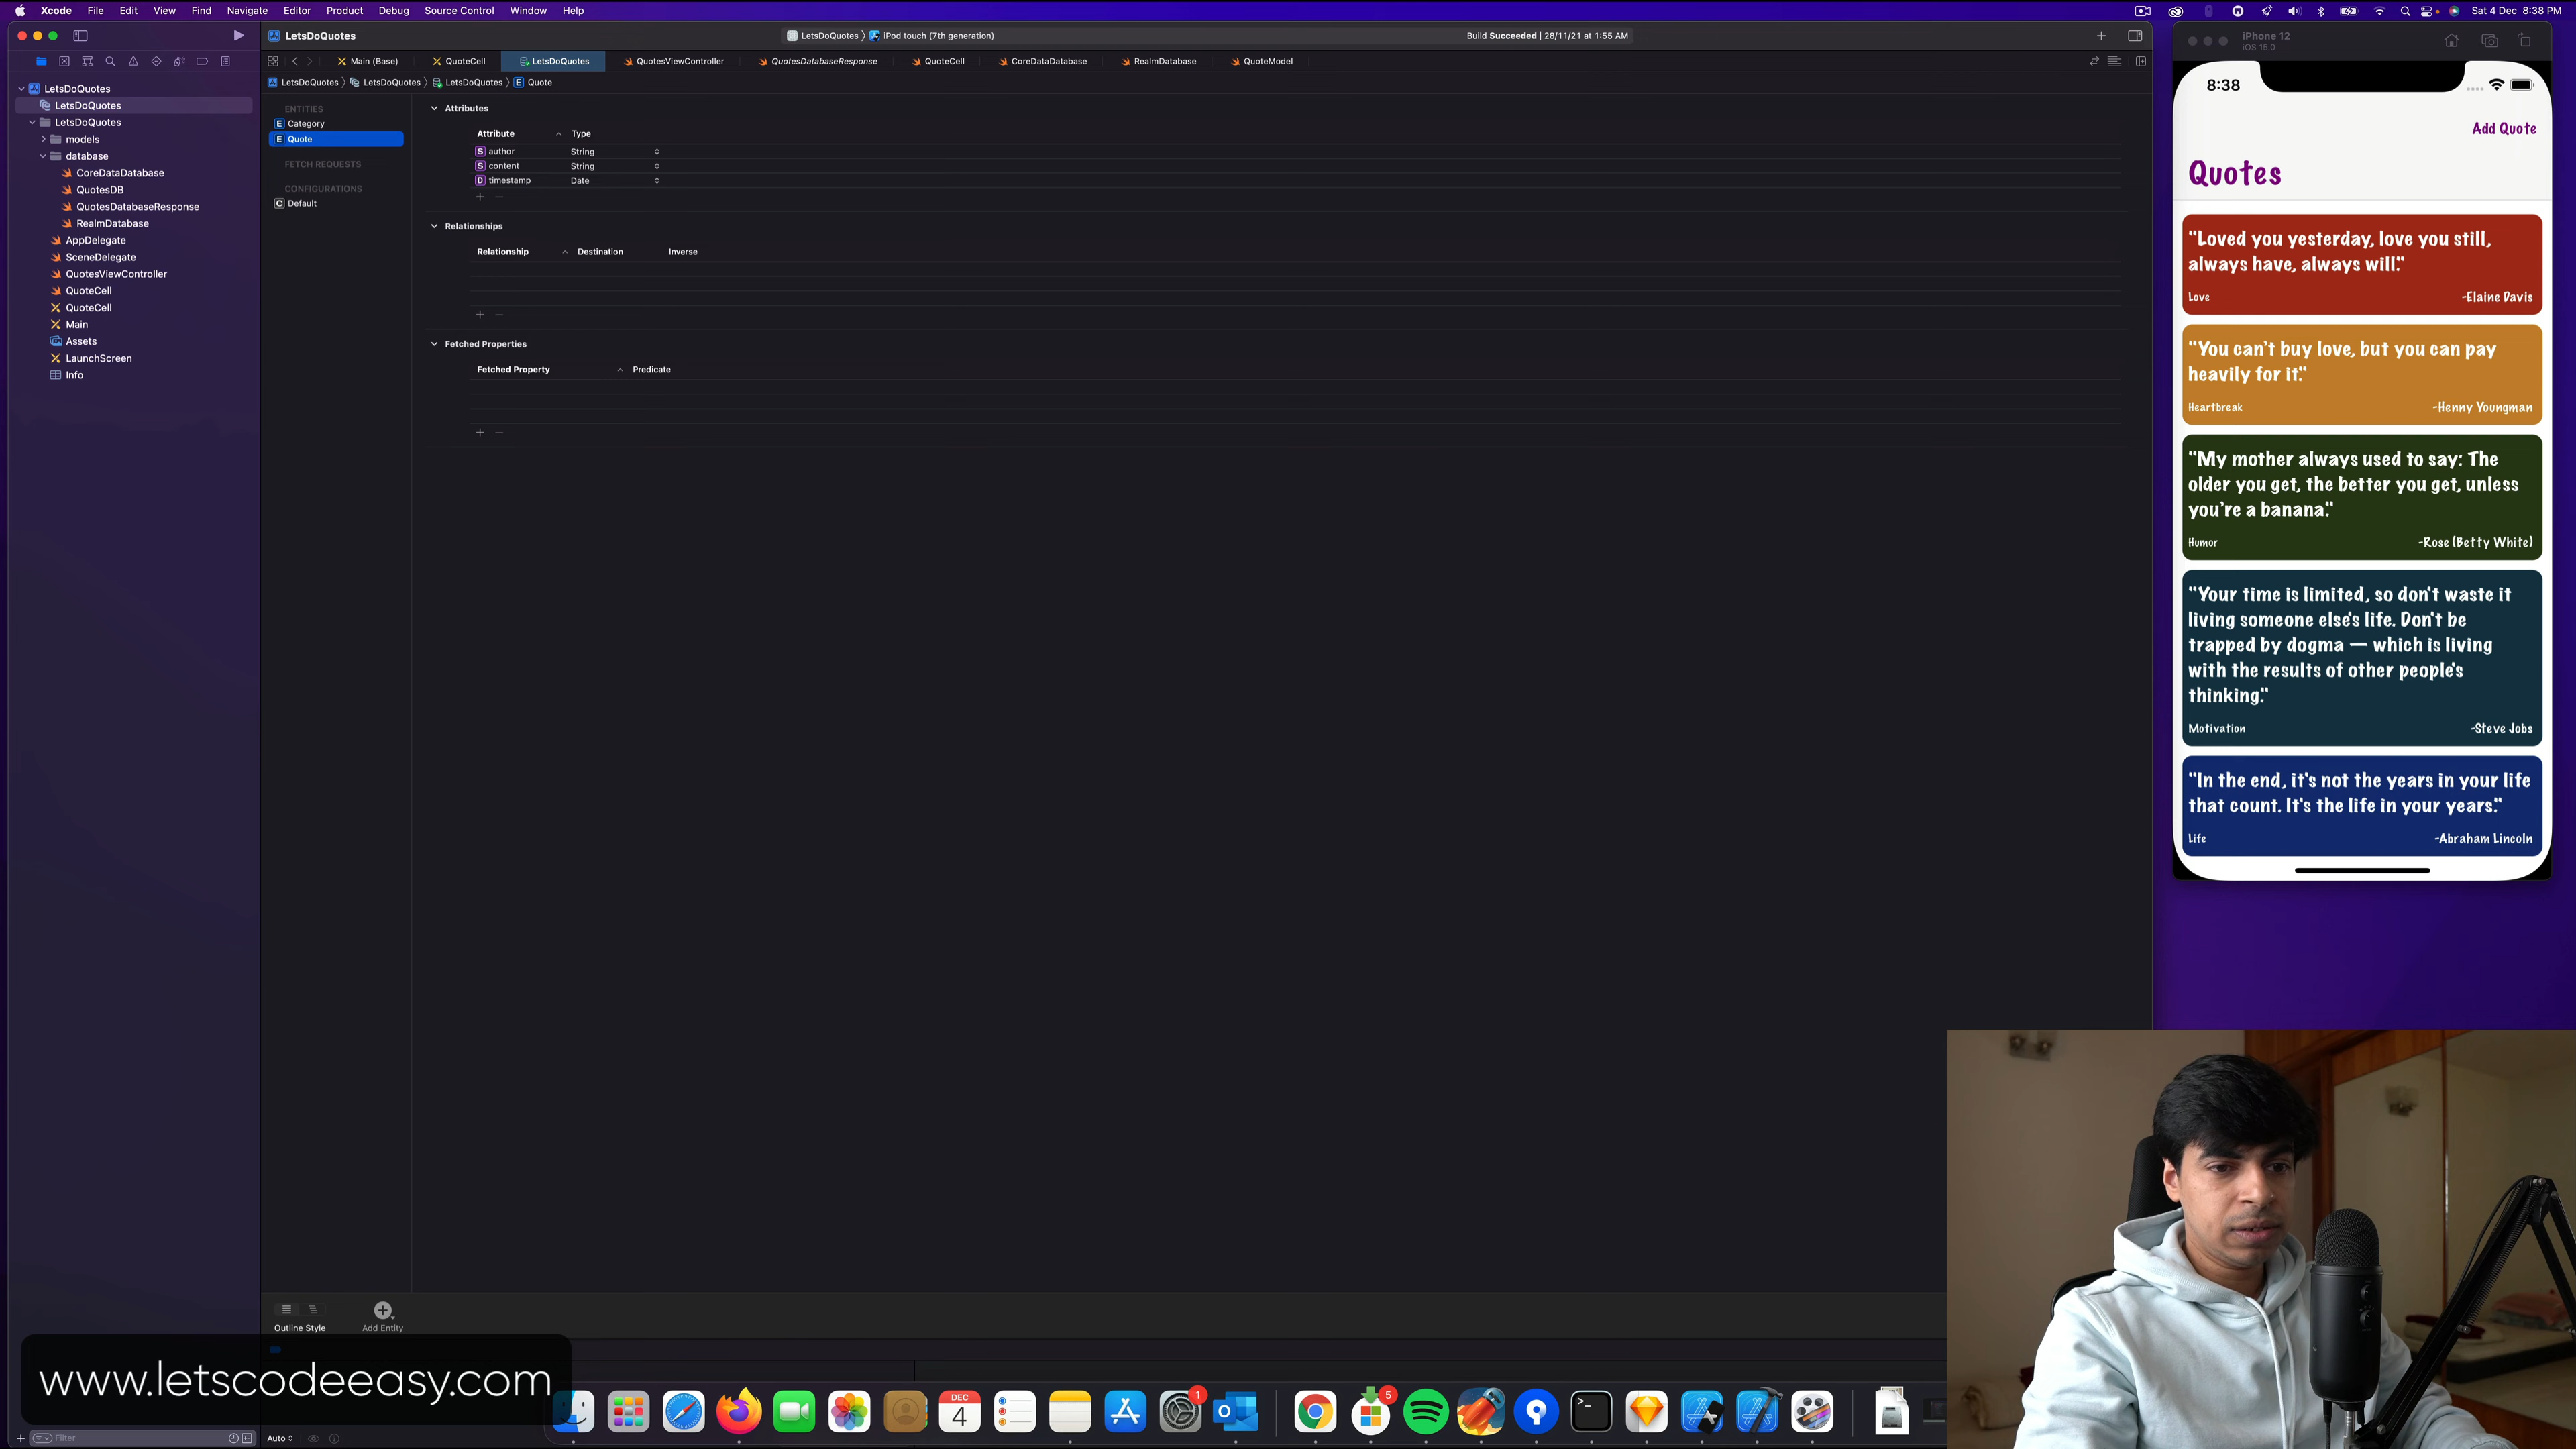 Xcode File Edit View Find Navigate Editor Product Debug Source Control Window Help
Sat 4 Dec 8:38 PM
LetsDoQuotes
LetsDoQuotes
LetsDoQuotes
models
database
CoreDataDatabase
QuotesDB
QuotesDatabaseResponse
RealmDatabase
AppDelegate
SceneDelegate
QuotesViewController
QuoteCell
QuoteCell
Main
Assets
LaunchScreen
Info
Filter
LetsDoQuotes
LetsDoQuotes 〉 iPod touch (7th generation)
Build Succeeded | 28/11/21 at 1:55 AM
Main (Base) QuoteCell LetsDoQuotes QuotesViewController QuotesDatabaseResponse QuoteCell CoreDataDatabase RealmDatabase QuoteModel
LetsDoQuotes 〉 LetsDoQuotes 〉 LetsDoQuotes 〉 E Quote
ENTITIES
E Category
E Quote
FETCH REQUESTS
CONFIGURATIONS
C Default
Attributes
Attribute Type
S author String
S content String
D timestamp Date
+ −
Relationships
Relationship Destination Inverse
+ −
Fetched Properties
Fetched Property Predicate
+ −
Outline Style Add Entity
Auto
iPhone 12
iOS 15.0
8:38
Add Quote
Quotes
"Loved you yesterday, love you still,
always have, always will."
Love -Elaine Davis
"You can't buy love, but you can pay
heavily for it."
Heartbreak -Henny Youngman
"My mother always used to say: The
older you get, the better you get, unless
you're a banana."
Humor -Rose (Betty White)
"Your time is limited, so don't waste it
living someone else's life. Don't be
trapped by dogma — which is living
with the results of other people's
thinking."
Motivation -Steve Jobs
"In the end, it's not the years in your life
that count. It's the life in your years."
Life -Abraham Lincoln
www.letscodeeasy.com
DEC
4
1
5